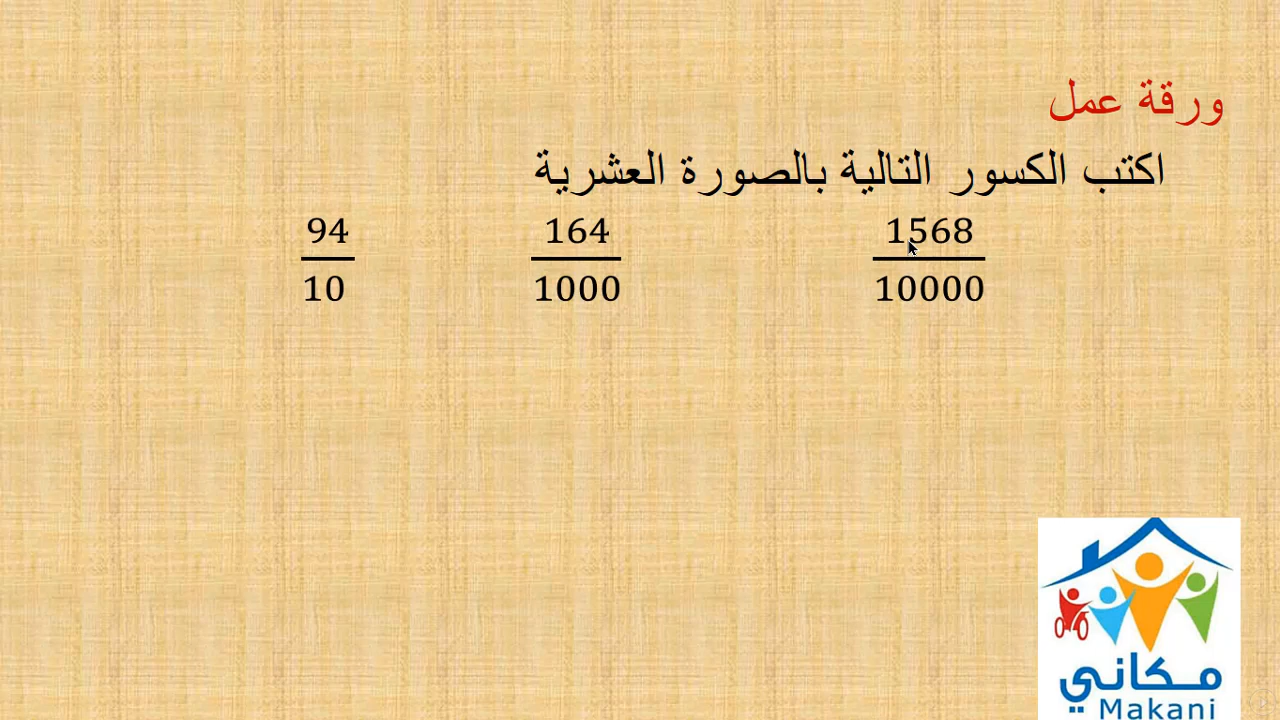 ورقة عمل
اكتب الكسور التالية بالصورة العشرية
1568/10000 164/1000 94/10
مكاني
Makani